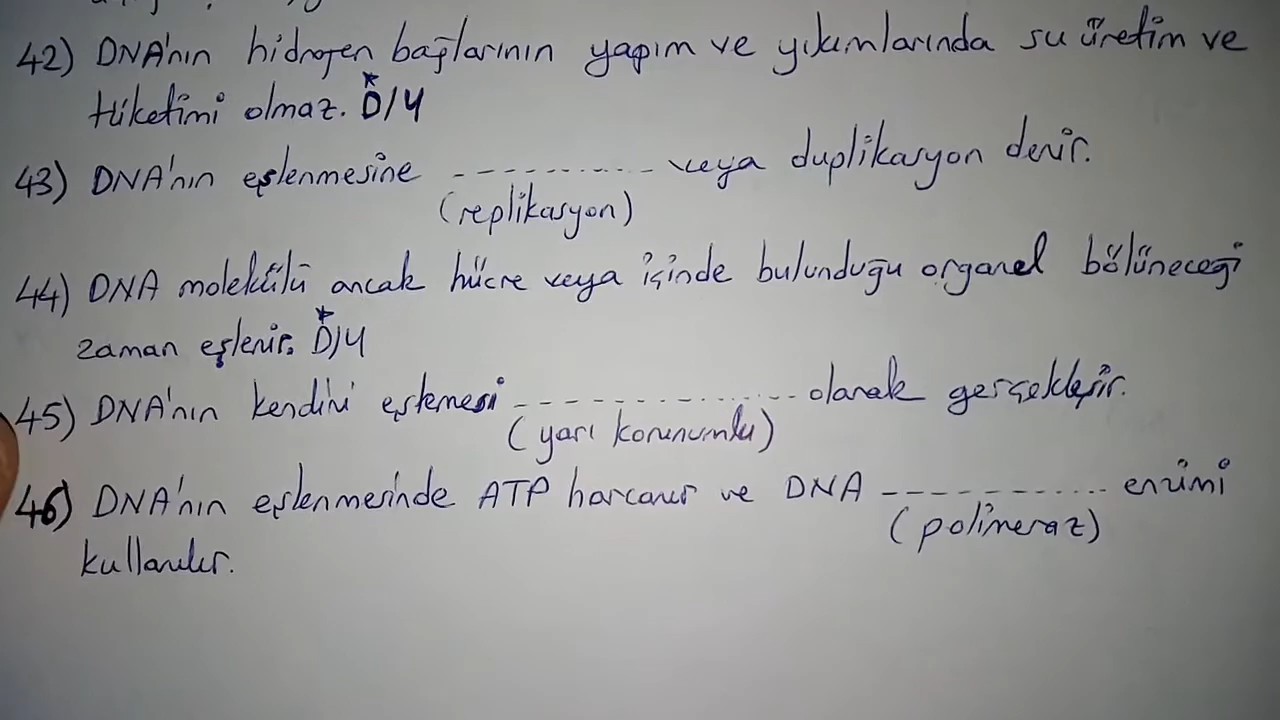 42) DNA'nın hidrojen bağlarının yapım ve yıkımlarında su üretim ve
tüketimi olmaz. D/Y
43) DNA'nın eşlenmesine ---------- veya duplikasyon denir.
(replikasyon)
44) DNA molekülü ancak hücre veya içinde bulunduğu organel bölüneceği
zaman eşlenir. D/Y
45) DNA'nın kendini eşlemesi ------------ olarak gerçekleşir.
(yarı korunumlu)
46) DNA'nın eşlenmesinde ATP harcanır ve DNA ---------- enzimi
(polimeraz)
kullanılır.